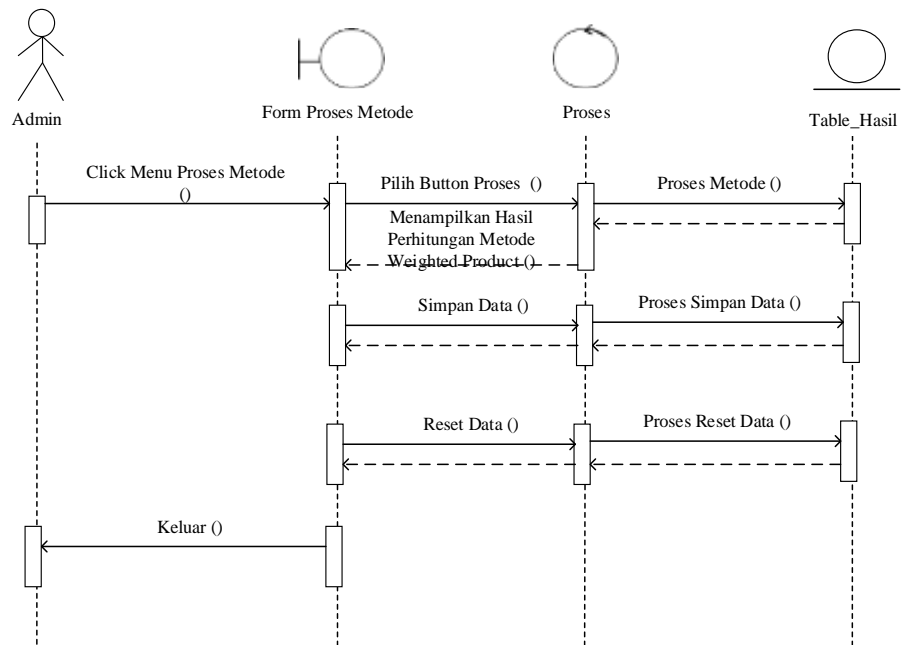 Admin
Form Proses Metode
Proses
Table_Hasil
Click Menu Proses Metode
()
Pilih Button Proses ()
Proses Metode ()
Menampilkan Hasil
Perhitungan Metode
Weighted Product ()
Simpan Data ()
Proses Simpan Data ()
Reset Data ()
Proses Reset Data ()
Keluar ()